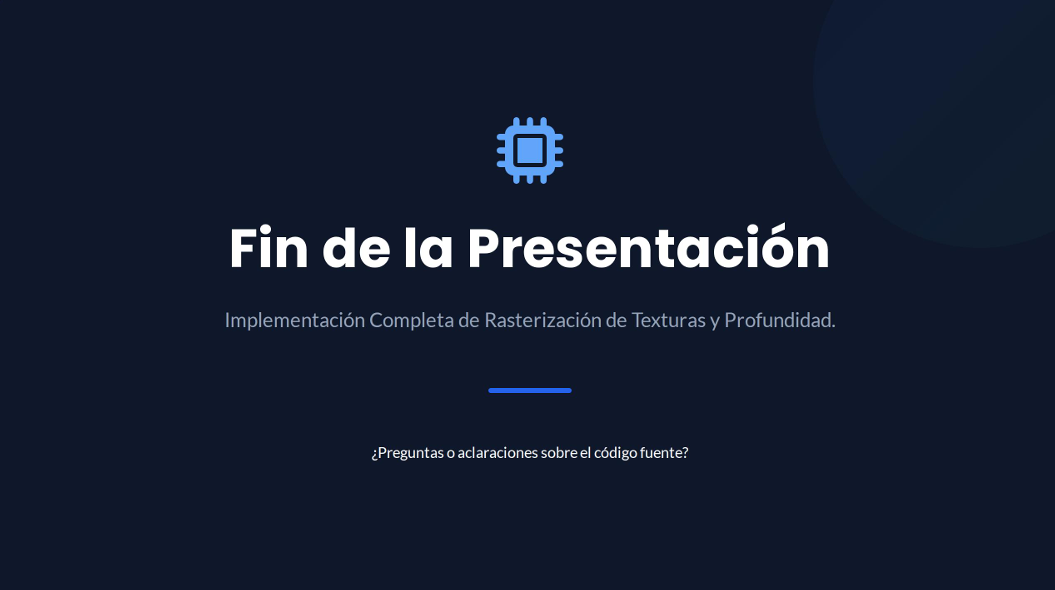 Fin de la Presentación
Implementación Completa de Rasterización de Texturas y Profundidad.
¿Preguntas o aclaraciones sobre el código fuente?